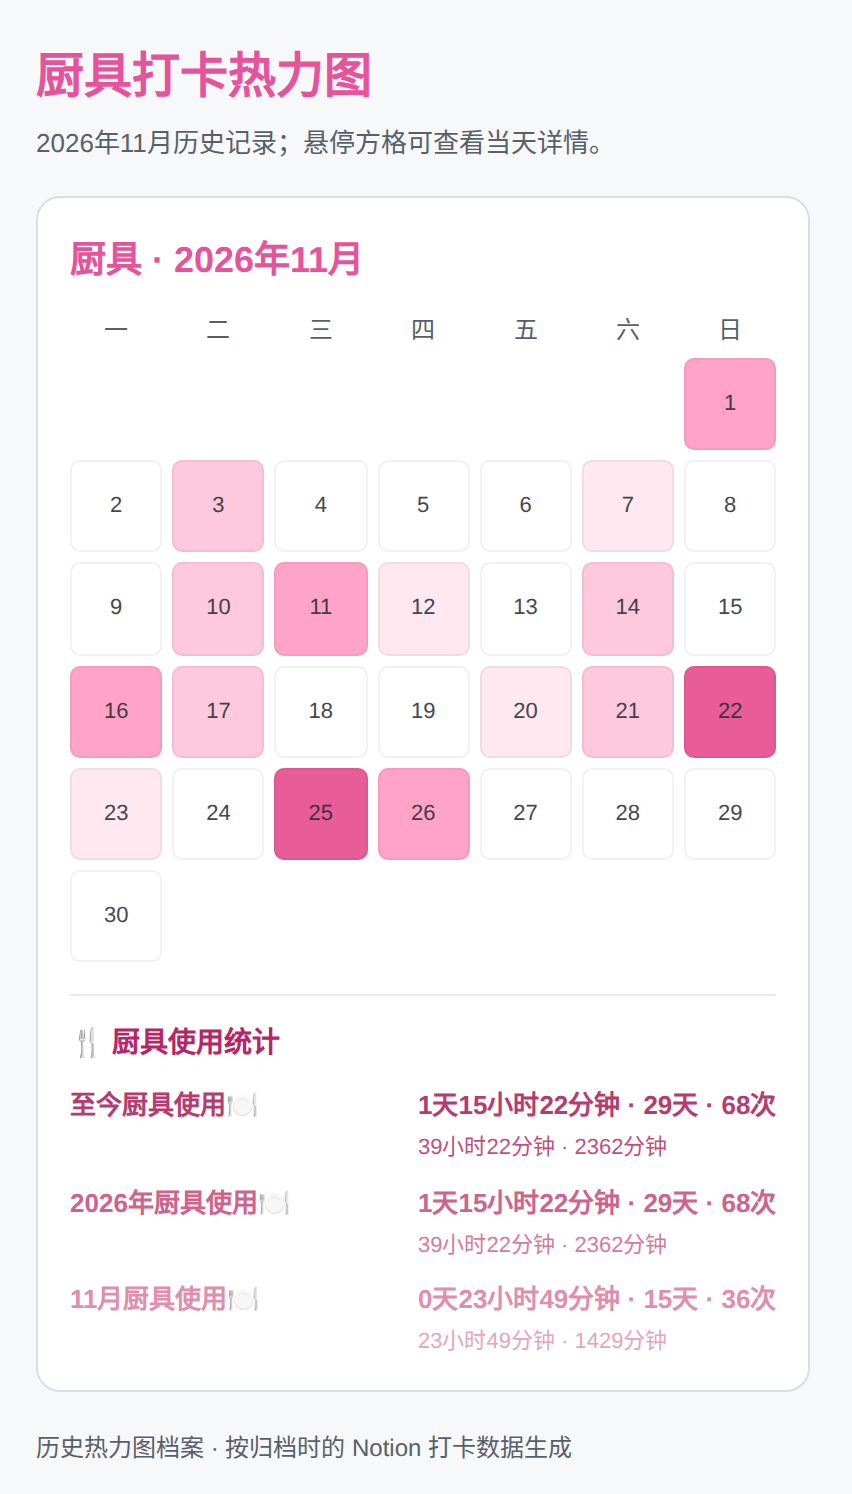 厨具打卡热力图
2026年11月历史记录；悬停方格可查看当天详情。
厨具 · 2026年11月
一 二 三 四 五 六 日
1
2 3 4 5 6 7 8
9 10 11 12 13 14 15
16 17 18 19 20 21 22
23 24 25 26 27 28 29
30
🍴 厨具使用统计
至今厨具使用🍽️ 1天15小时22分钟 · 29天 · 68次
39小时22分钟 · 2362分钟
2026年厨具使用🍽️ 1天15小时22分钟 · 29天 · 68次
39小时22分钟 · 2362分钟
11月厨具使用🍽️ 0天23小时49分钟 · 15天 · 36次
23小时49分钟 · 1429分钟
历史热力图档案 · 按归档时的 Notion 打卡数据生成